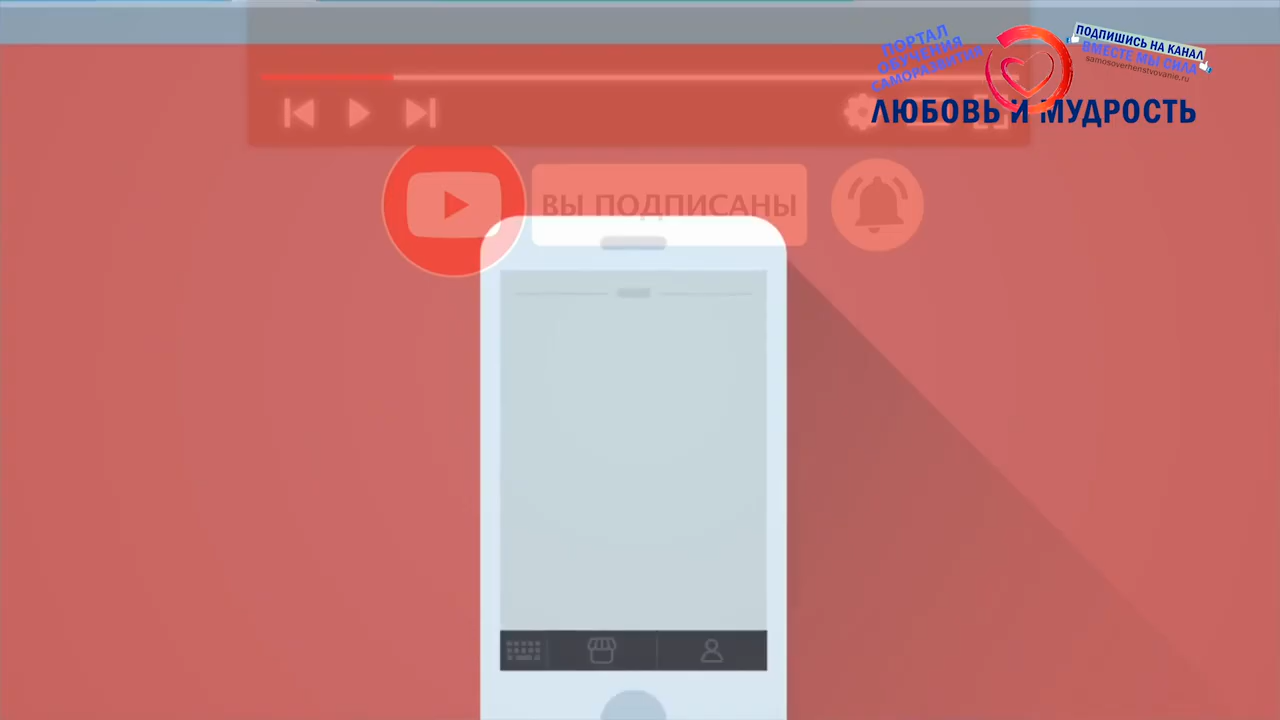 ПОРТАЛ
ОБУЧЕНИЯ
САМОРАЗВИТИЯ
ПОДПИШИСЬ НА КАНАЛ
ВМЕСТЕ МЫ СИЛА
samosoverhenstvovanie.ru
ЛЮБОВЬ И МУДРОСТЬ
ВЫ ПОДПИСАНЫ